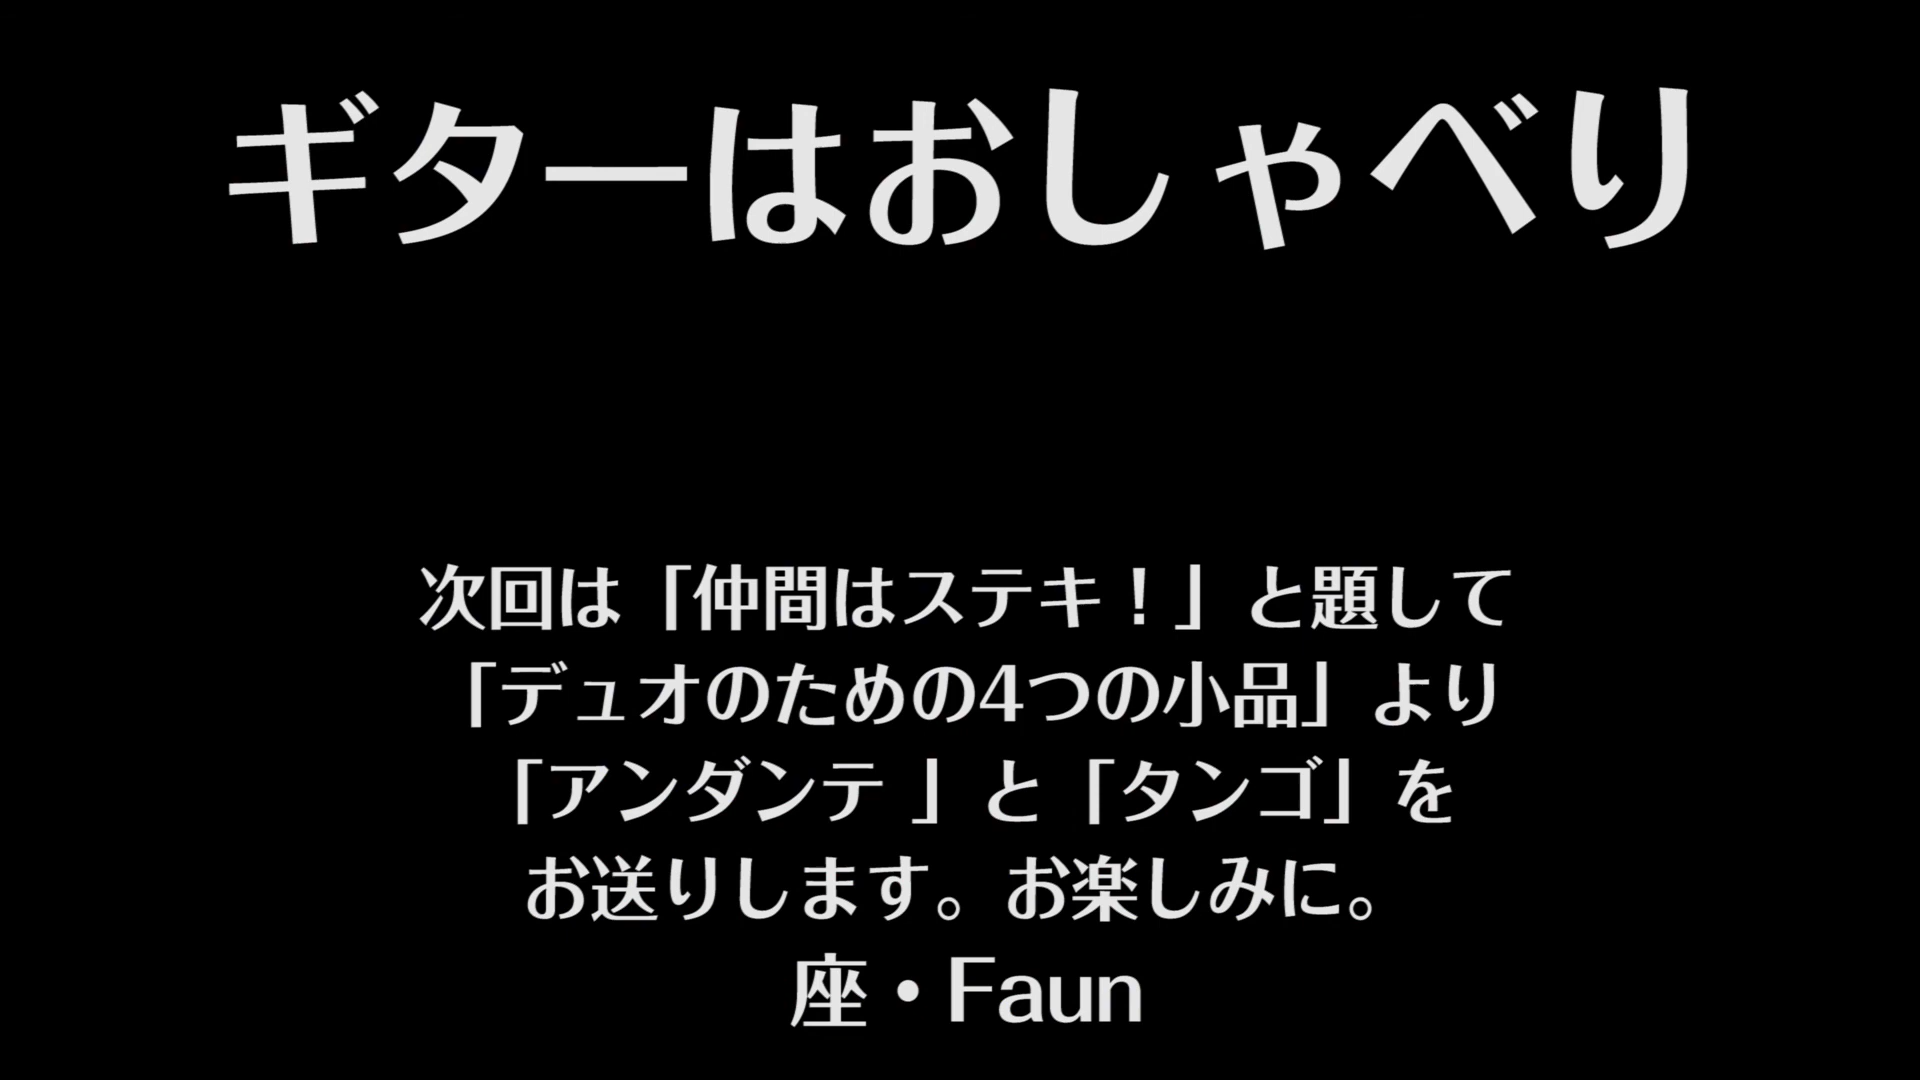 ギターはおしゃべり
次回は「仲間はステキ！」と題して
「デュオのための4つの小品」より
「アンダンテ 」と「タンゴ」を
お送りします。お楽しみに。
座・Faun